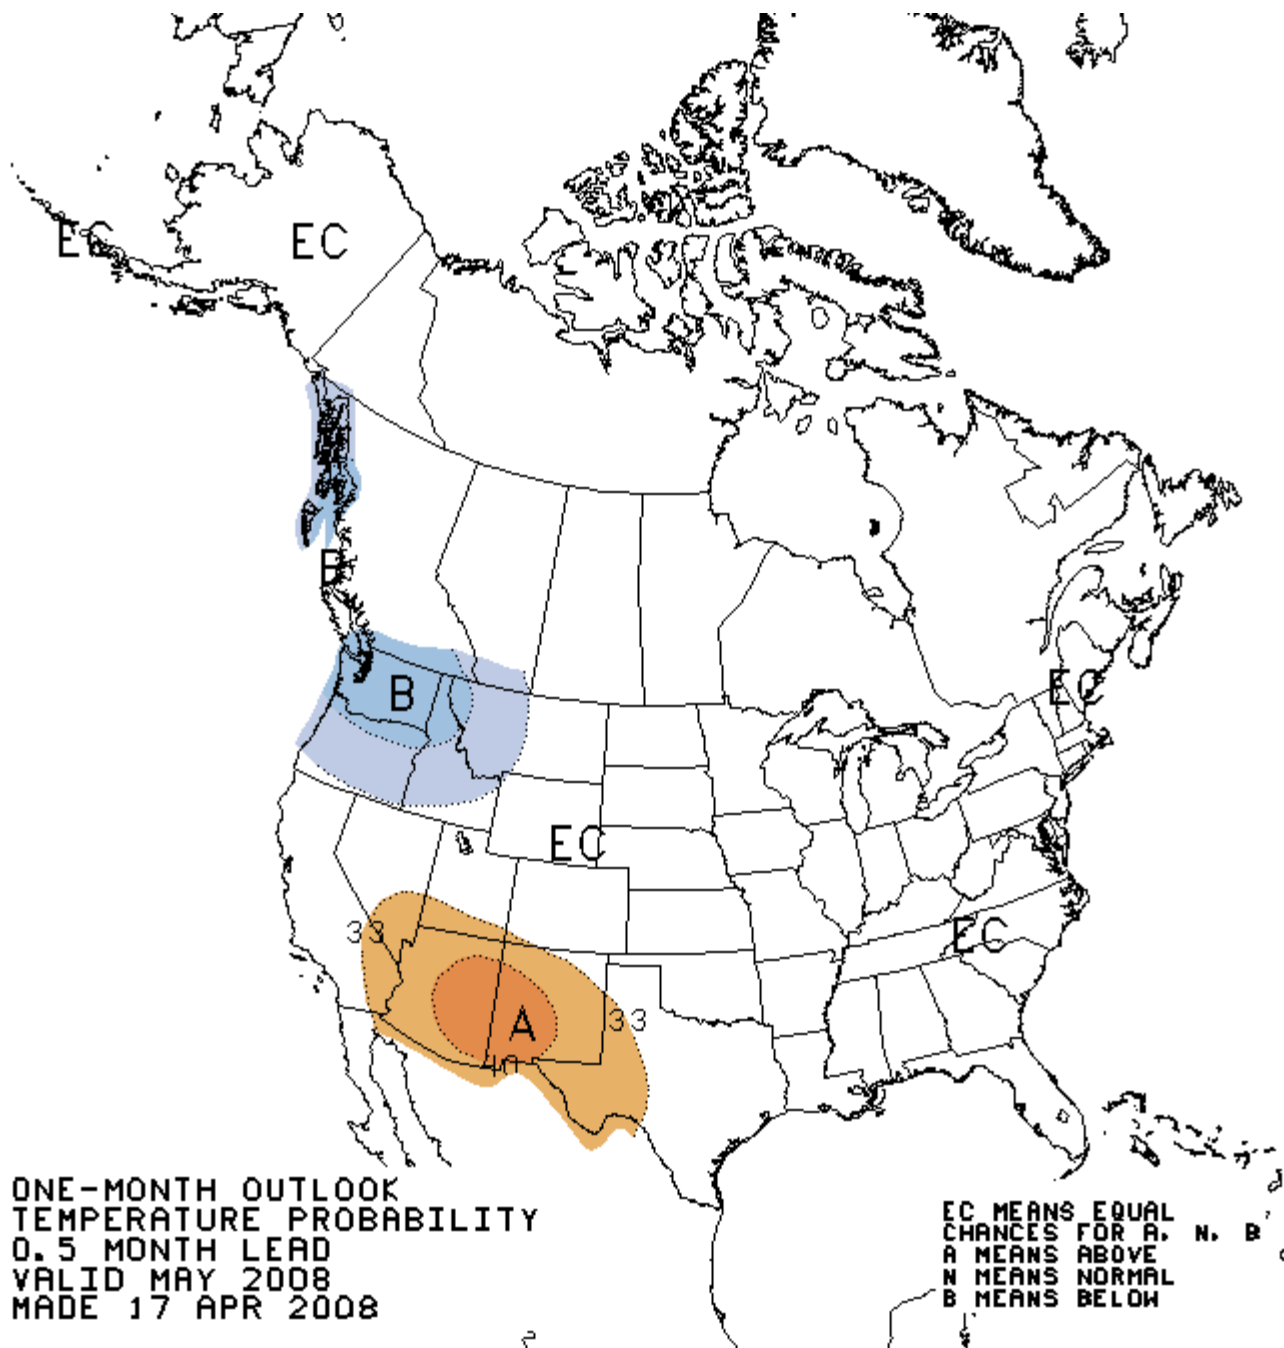 EC
EC
B
B
EC
EC
33
EC
A
33
40
ONE-MONTH OUTLOOK
TEMPERATURE PROBABILITY
0.5 MONTH LEAD
VALID MAY 2008
MADE 17 APR 2008
EC MEANS EQUAL
CHANCES FOR A, N, B
A MEANS ABOVE
N MEANS NORMAL
B MEANS BELOW